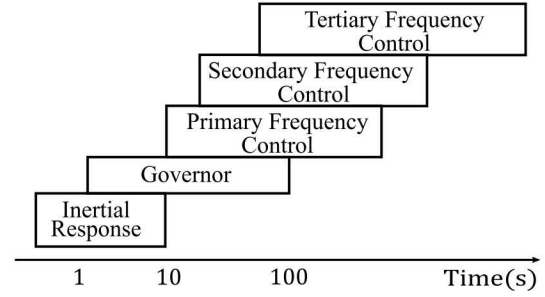 Tertiary Frequency
Control
Secondary Frequency
Control
Primary Frequency
Control
Governor
Inertial
Response
1 10 100 Time(s)